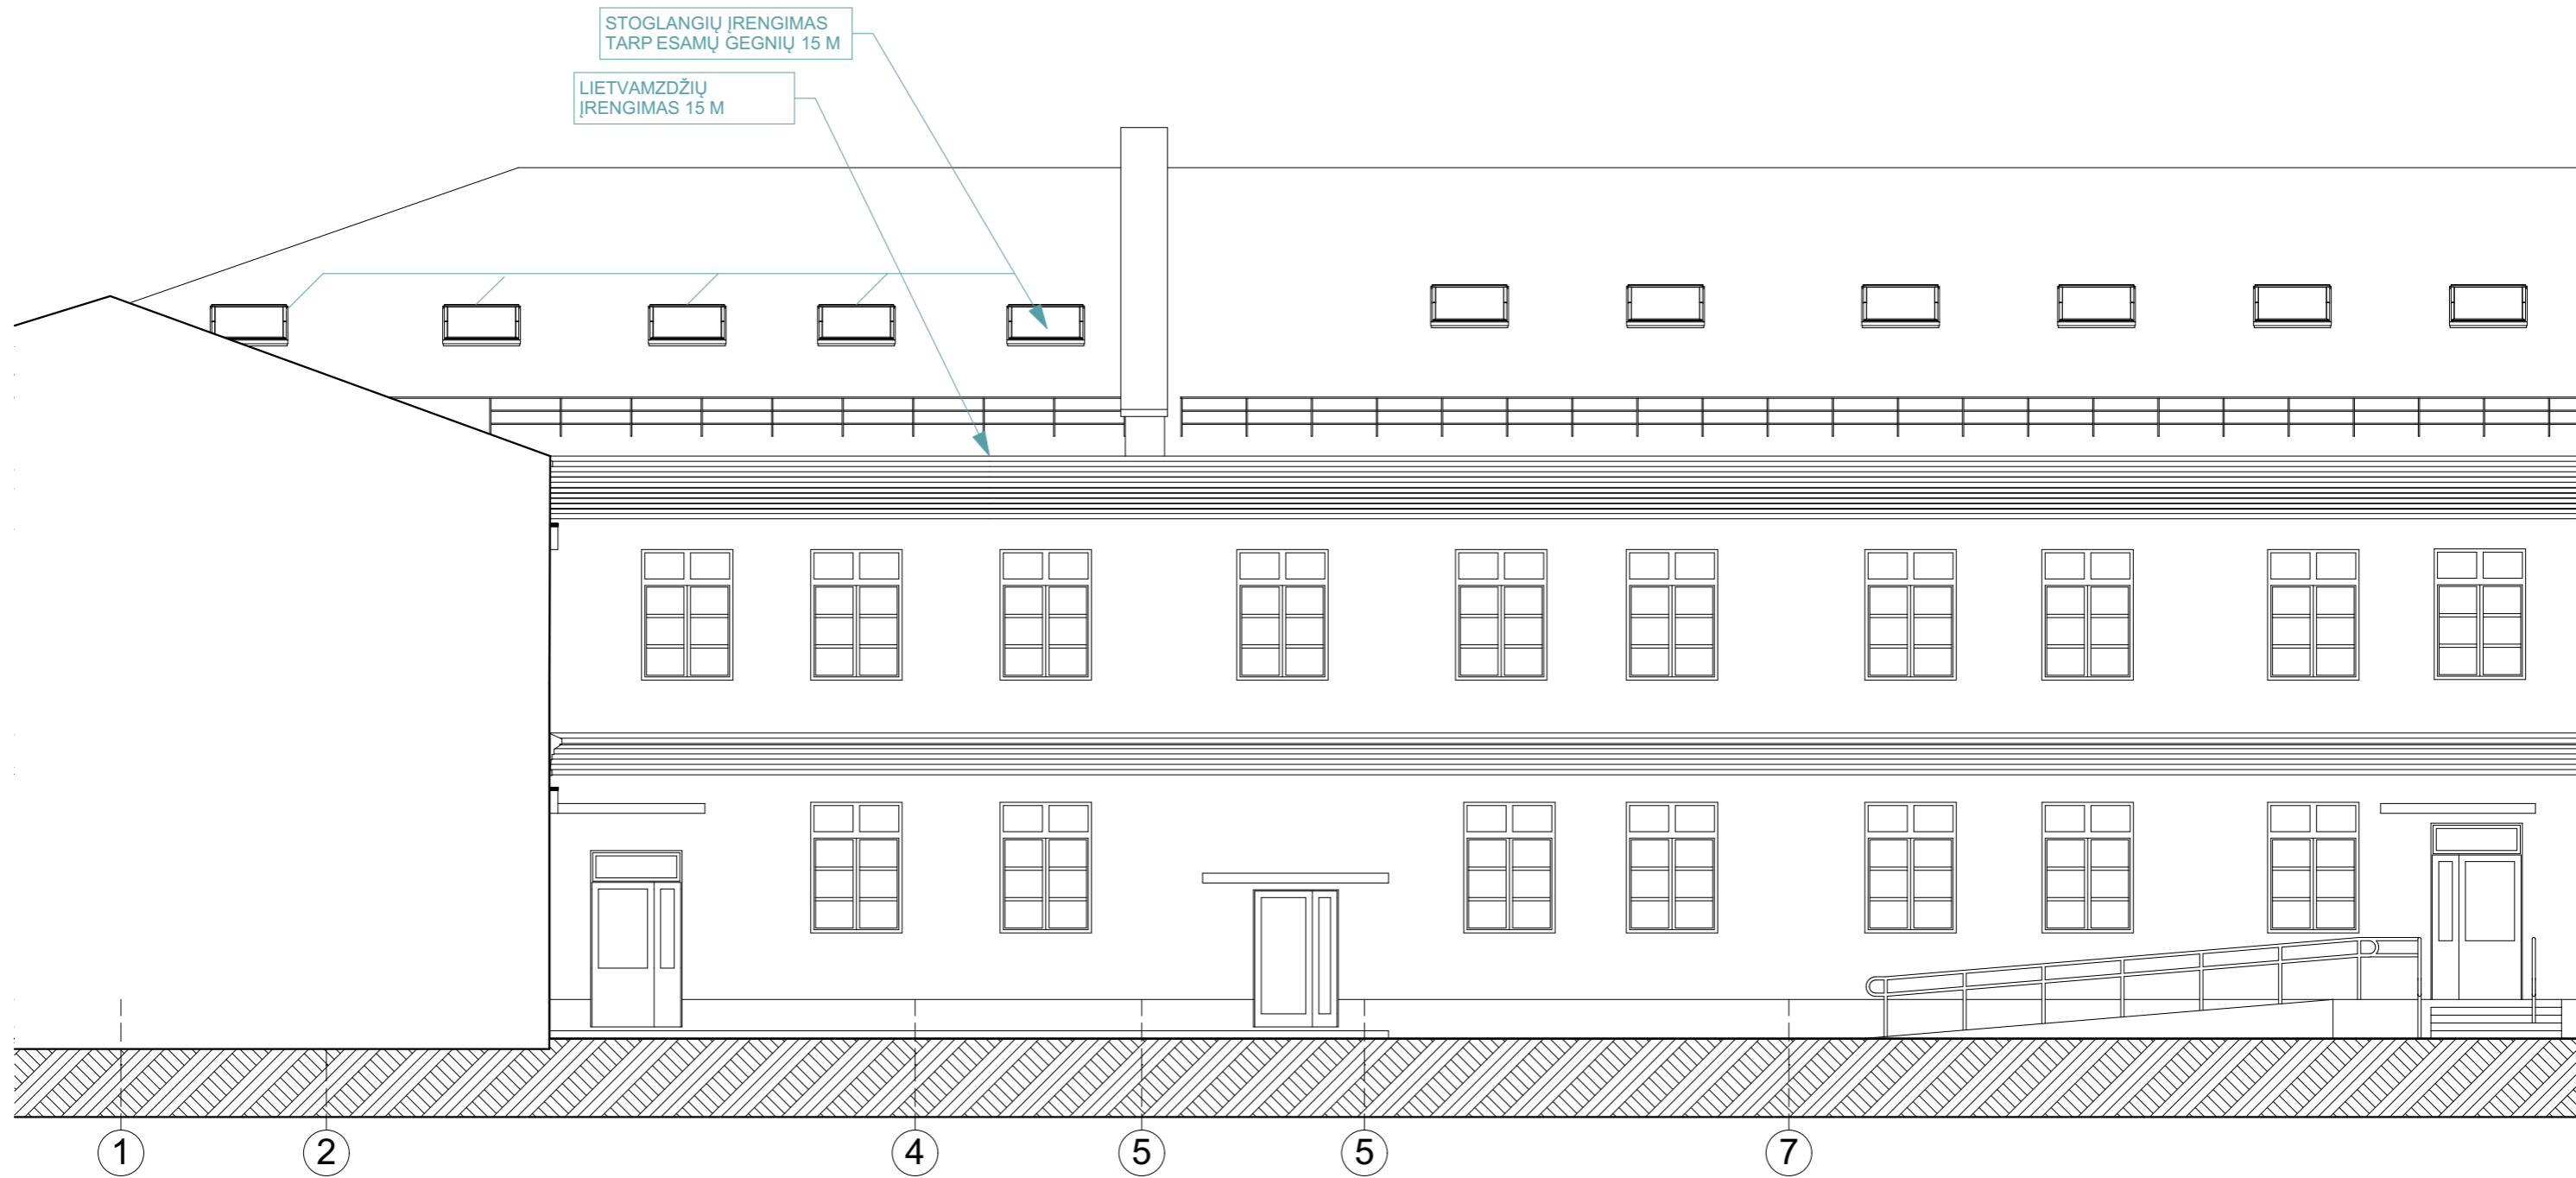 STOGLANGIŲ ĮRENGIMAS
TARP ESAMŲ GEGNIŲ 15 M
LIETVAMZDŽIŲ
ĮRENGIMAS 15 M
1 2 4 5 5 7